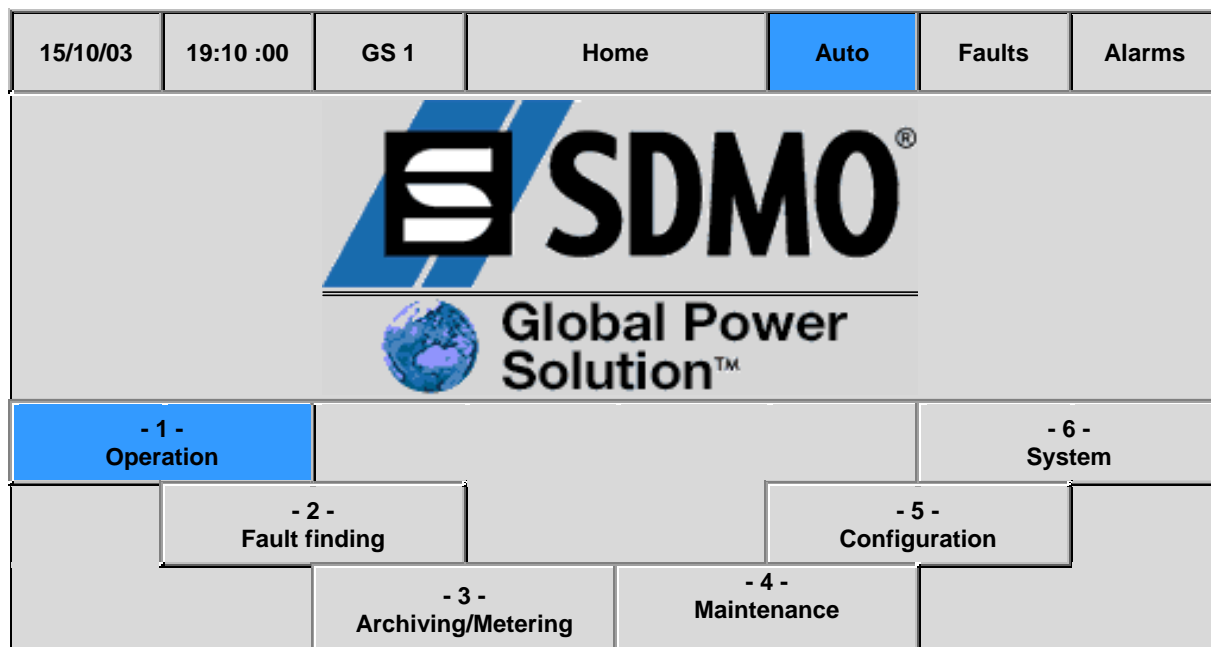 15/10/03 19:10 :00 GS 1 Home Auto Faults Alarms
SDMO®
Global Power
Solution™
- 1 -
Operation
- 6 -
System
- 2 -
Fault finding
- 5 -
Configuration
- 3 -
Archiving/Metering
- 4 -
Maintenance